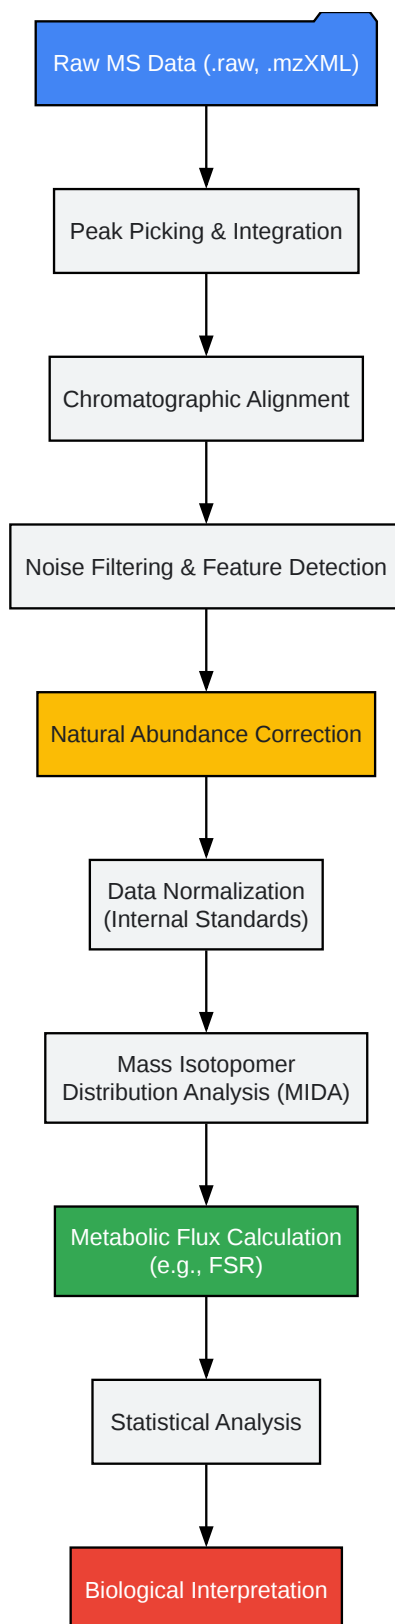 Raw MS Data (.raw, .mzXML)
Peak Picking & Integration
Chromatographic Alignment
Noise Filtering & Feature Detection
Natural Abundance Correction
Data Normalization
(Internal Standards)
Mass Isotopomer
Distribution Analysis (MIDA)
Metabolic Flux Calculation
(e.g., FSR)
Statistical Analysis
Biological Interpretation